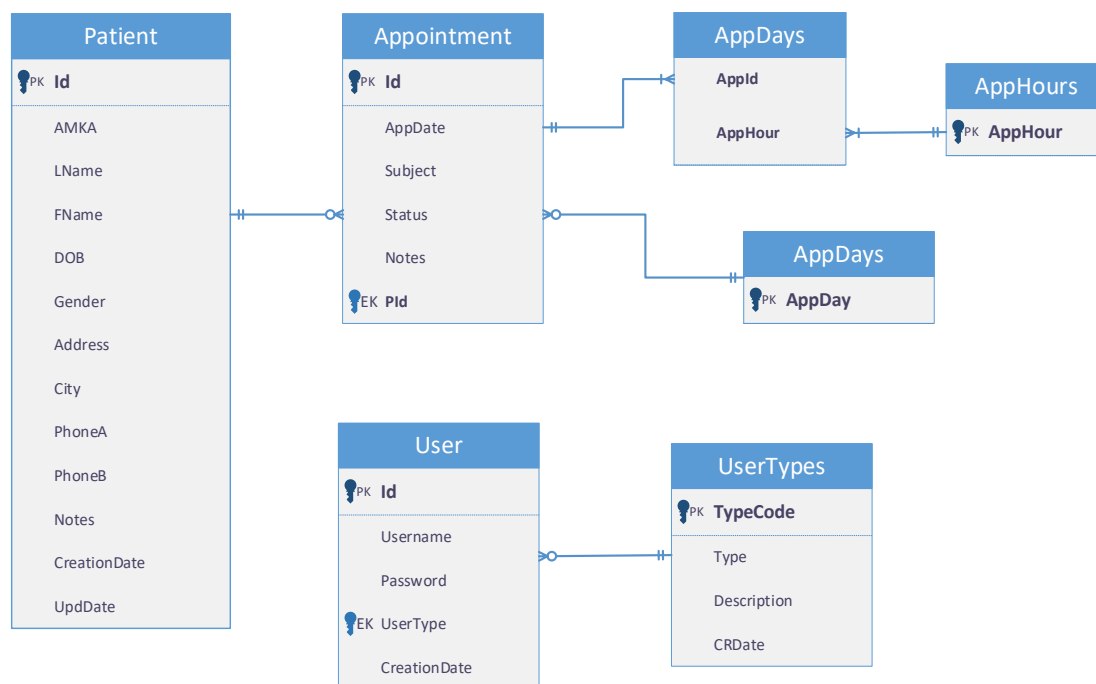 Patient
PK Id
AMKA
LName
FName
DOB
Gender
Address
City
PhoneA
PhoneB
Notes
CreationDate
UpdDate
Appointment
PK Id
AppDate
Subject
Status
Notes
EK PId
AppDays
AppId
AppHour
AppHours
PK AppHour
AppDays
PK AppDay
User
PK Id
Username
Password
EK UserType
CreationDate
UserTypes
PK TypeCode
Type
Description
CRDate